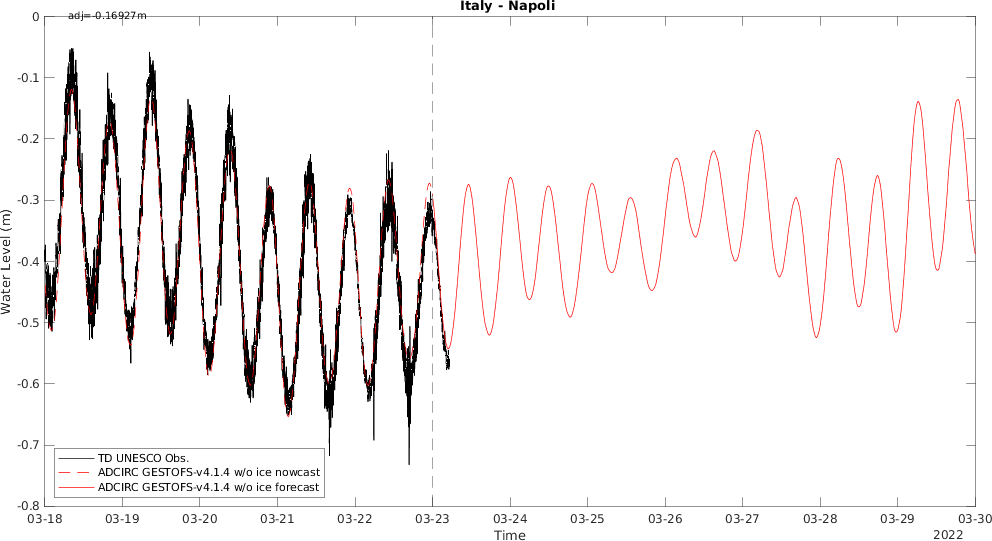 Italy - Napoli
adj=-0.16927m
0
-0.1
-0.2
-0.3
-0.4
-0.5
-0.6
-0.7
-0.8
Water Level (m)
TD UNESCO Obs.
ADCIRC GESTOFS-v4.1.4 w/o ice nowcast
ADCIRC GESTOFS-v4.1.4 w/o ice forecast
03-18 03-19 03-20 03-21 03-22 03-23 03-24 03-25 03-26 03-27 03-28 03-29 03-30
Time
2022